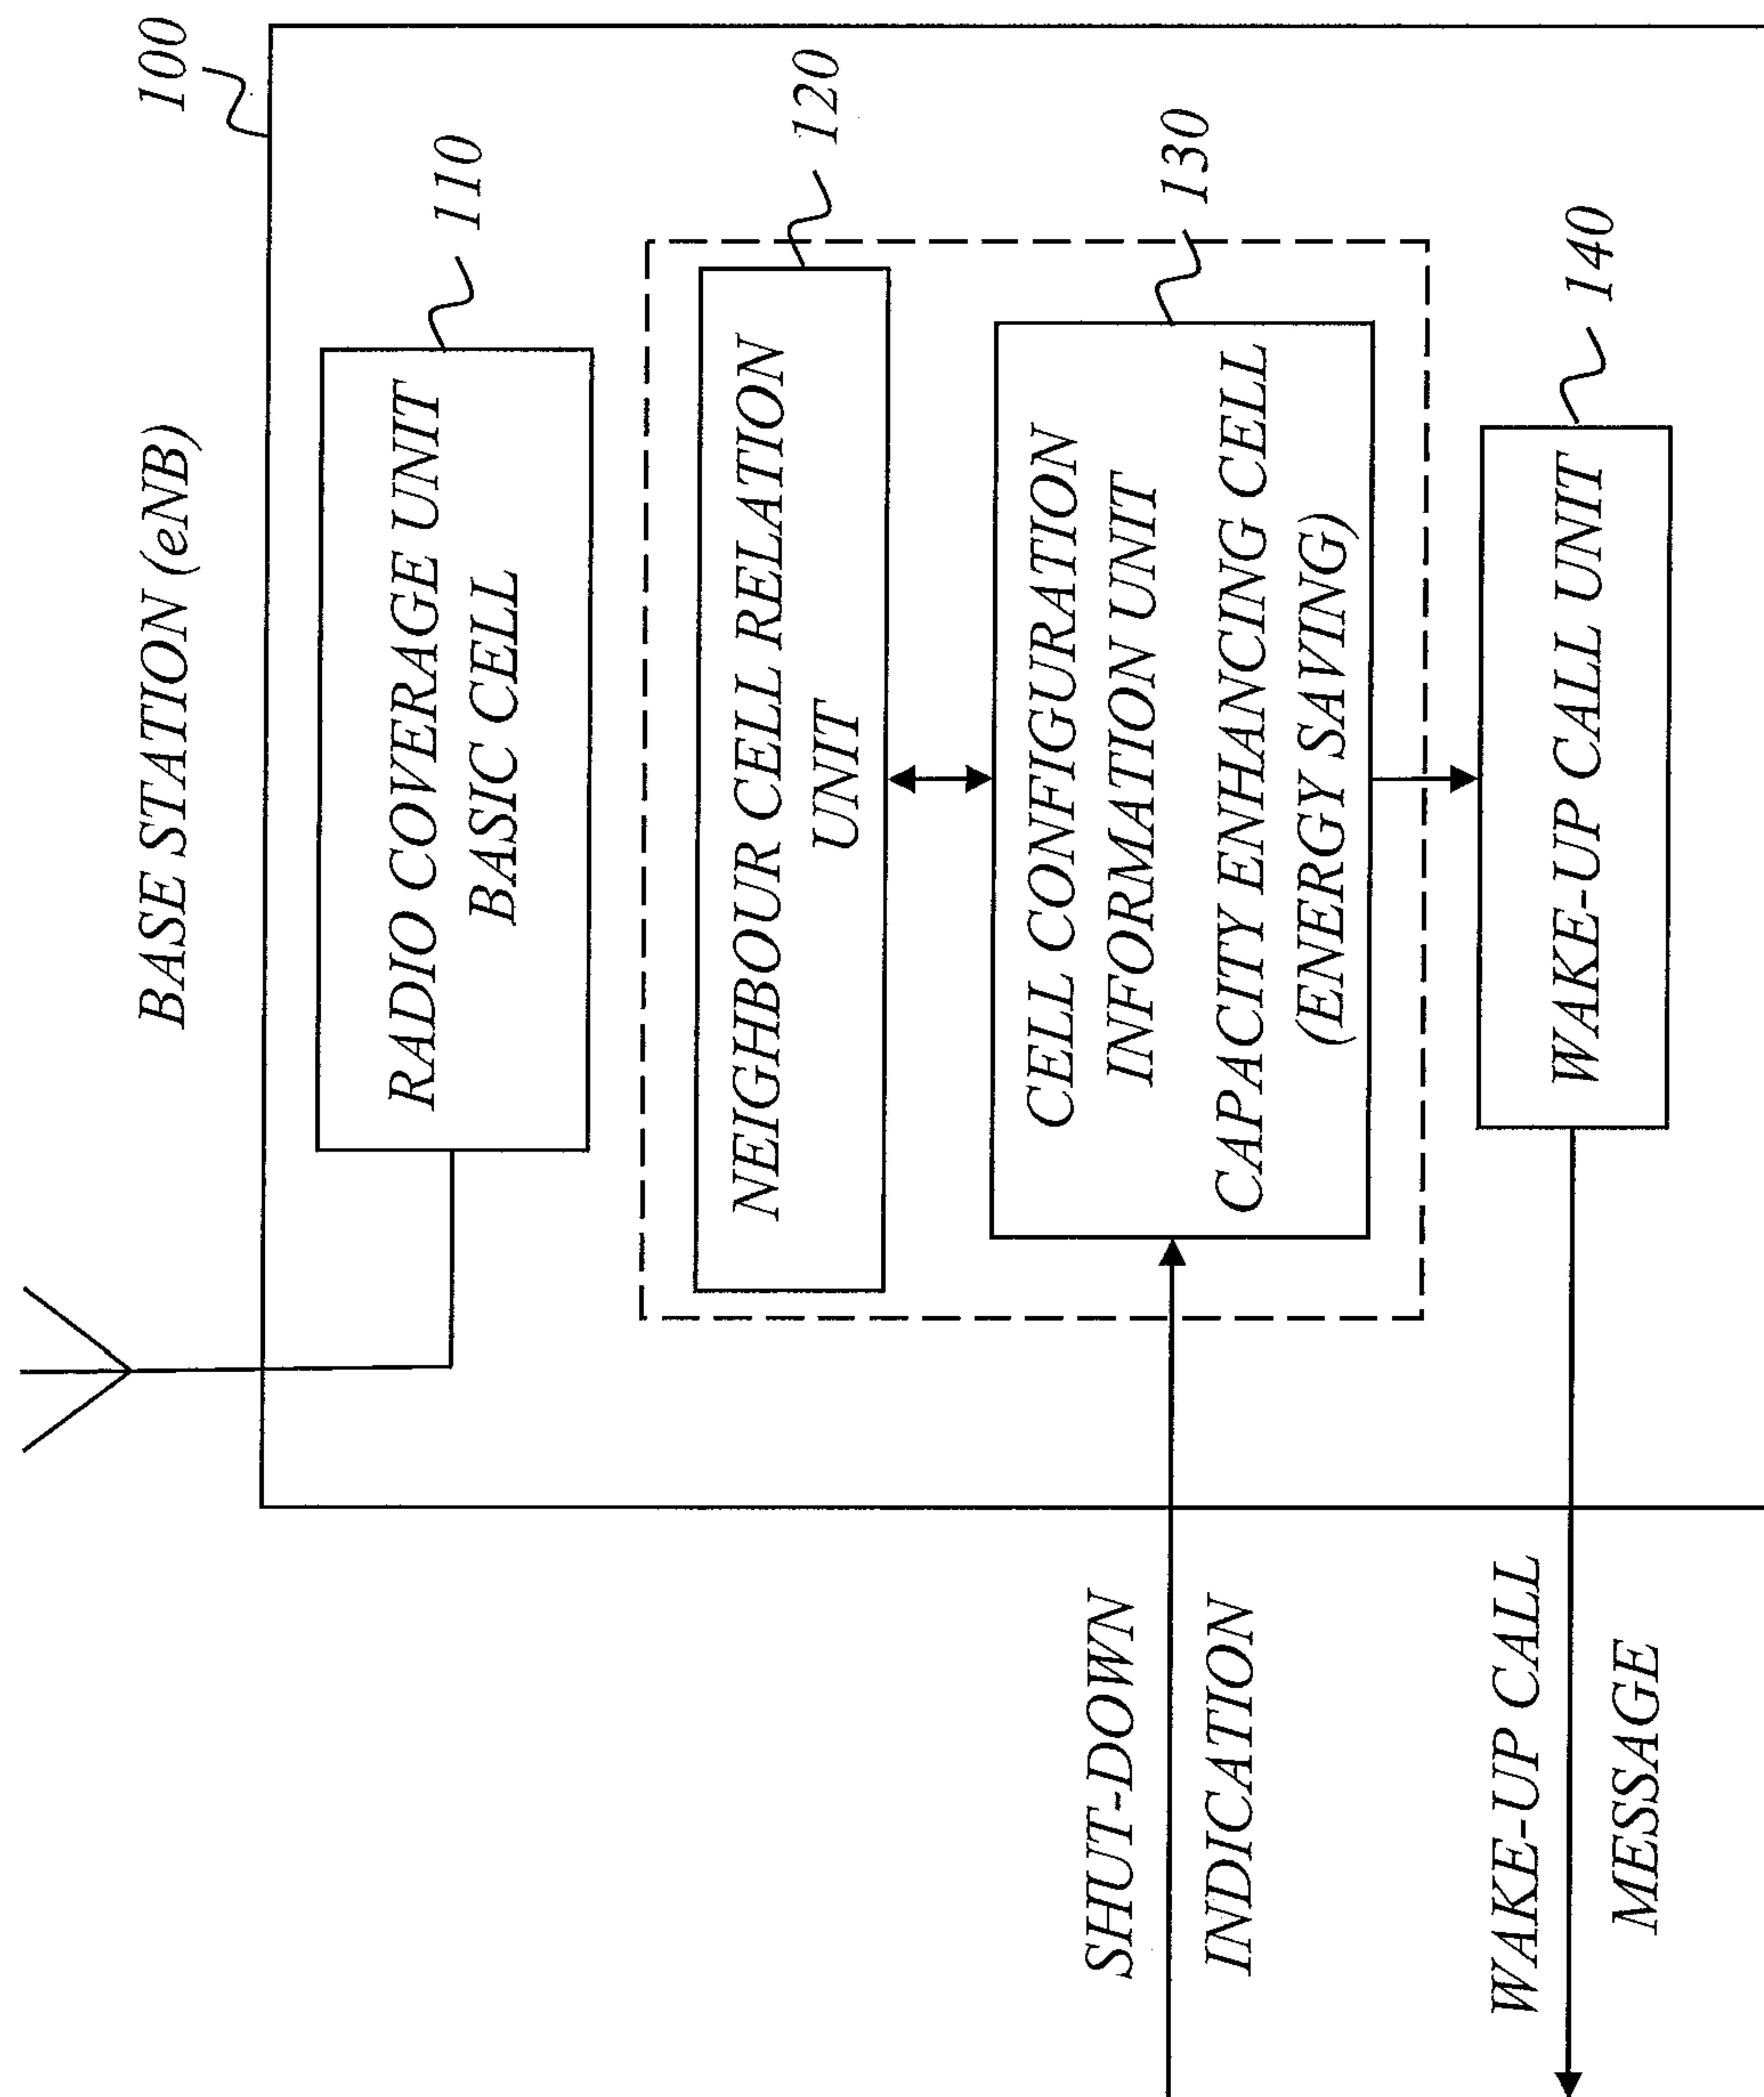 BASE STATION (eNB)
100
RADIO COVERAGE UNIT
BASIC CELL
110
NEIGHBOUR CELL RELATION
UNIT
120
SHUT-DOWN
INDICATION
CELL CONFIGURATION
INFORMATION UNIT
CAPACITY ENHANCING CELL
(ENERGY SAVING)
130
WAKE-UP CALL
MESSAGE
WAKE-UP CALL UNIT
140